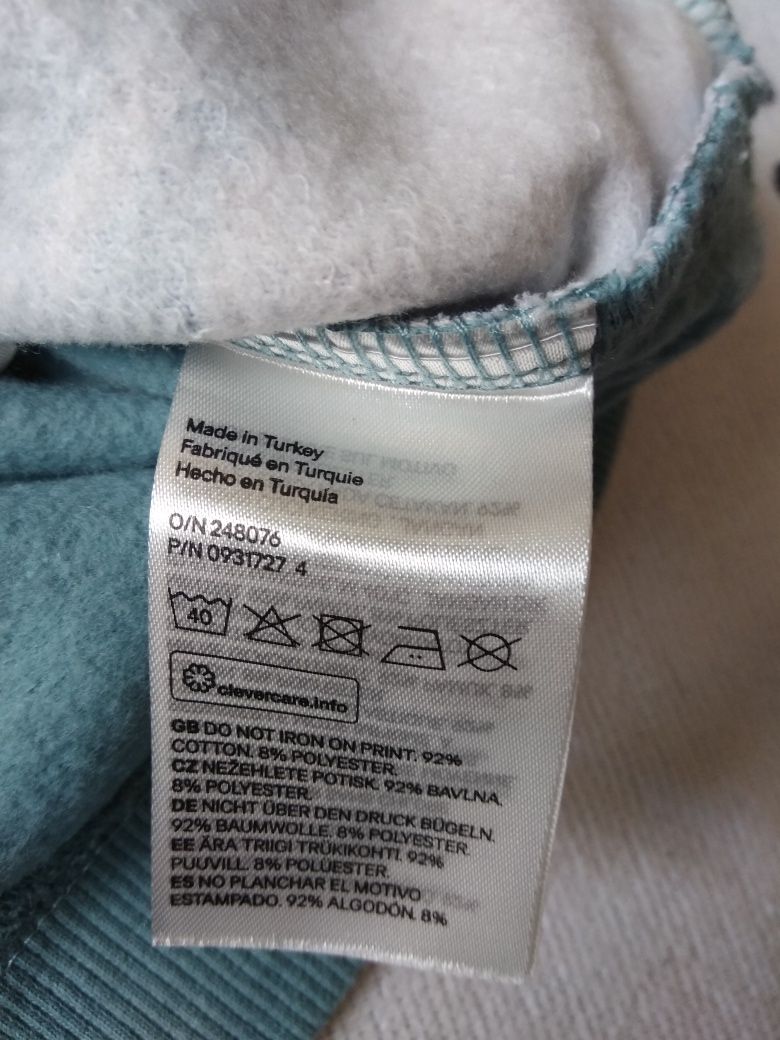 Made in Turkey
Fabriqué en Turquie
Hecho en Turquía
O/N 248076
P/N 0931727 4
40
clevercare.info
GB DO NOT IRON ON PRINT. 92%
COTTON. 8% POLYESTER.
CZ NEŽEHLETE POTISK. 92% BAVLNA.
8% POLYESTER.
DE NICHT ÜBER DEN DRUCK BÜGELN.
92% BAUMWOLLE. 8% POLYESTER.
EE ÄRA TRIIGI TRÜKIKOHTI. 92%
PUUVILL. 8% POLÜESTER.
ES NO PLANCHAR EL MOTIVO
ESTAMPADO. 92% ALGODÓN. 8%